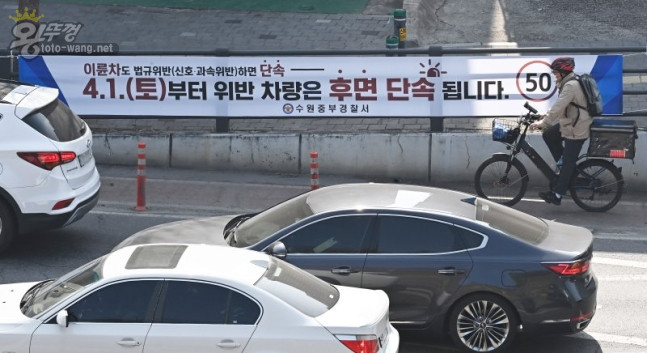 왕뚜껑
toto-wang.net
이륜차도 법규위반(신호·과속위반)하면 단속
4.1.(토)부터 위반 차량은 후면 단속 됩니다.
50
수원중부경찰서